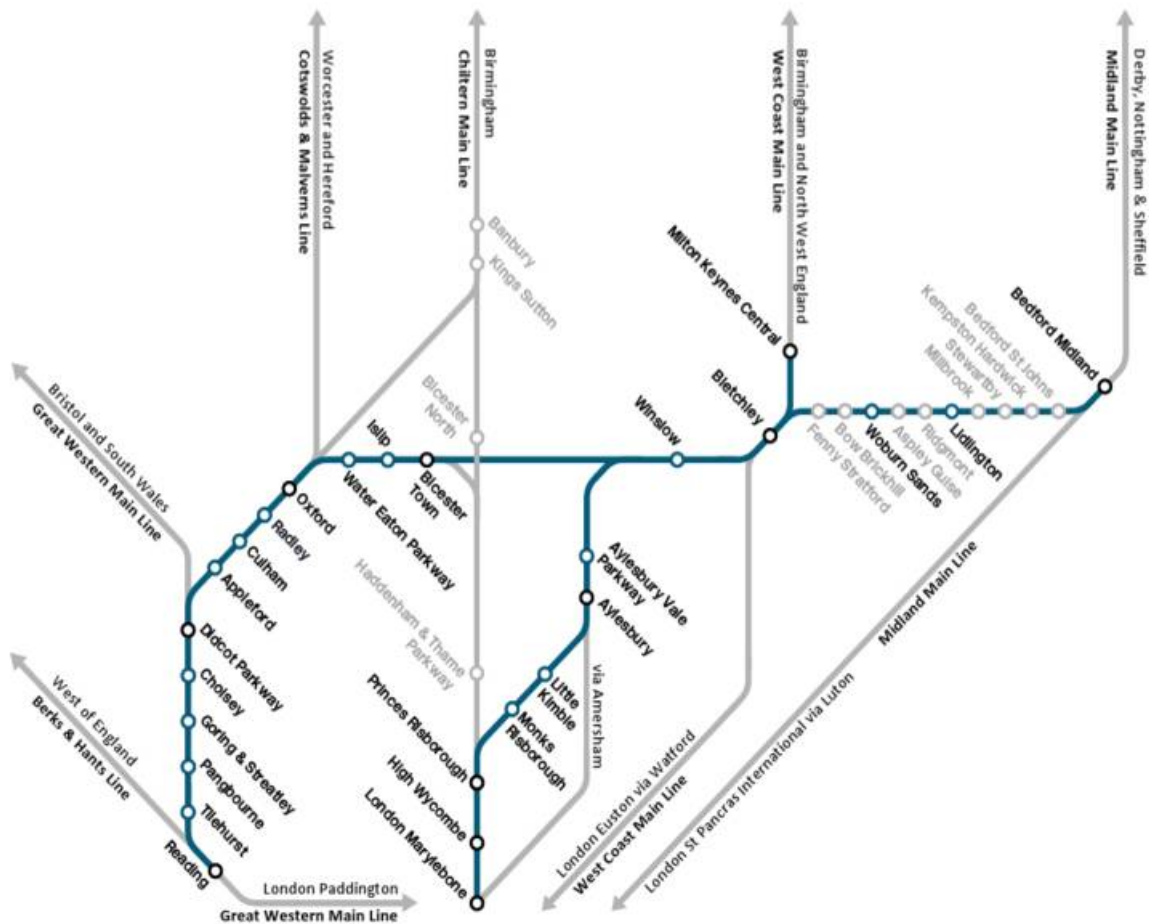 Worcester and Hereford
Cotswolds & Malverns Line
Birmingham
Chiltern Main Line
Birmingham and North West England
West Coast Main Line
Derby, Nottingham & Sheffield
Midland Main Line
Banbury
Kings Sutton
Milton Keynes Central
Bletchley
Bedford Midland
Bedford St Johns
Kempston Hardwick
Stewartby
Millbrook
Bristol and South Wales
Great Western Main Line
Bicester
North
Islip
Winslow
Fenny Stratford
Bow Brickhill
Woburn Sands
Aspley Guise
Ridgmont
Lidlington
Oxford
Water Eaton Parkway
Bicester
Town
Radley
Culham
Appleford
Haddenham & Thame
Parkway
Aylesbury Vale
Parkway
Aylesbury
Didcot Parkway
Cholsey
Goring & Streatley
Pangbourne
Tilehurst
Reading
West of England
Berks & Hants Line
Little
Kimble
Monks
Risborough
Princes Risborough
High Wycombe
London Marylebone
via Amersham
London Euston via Watford
West Coast Main Line
Midland Main Line
London St Pancras International via Luton
London Paddington
Great Western Main Line